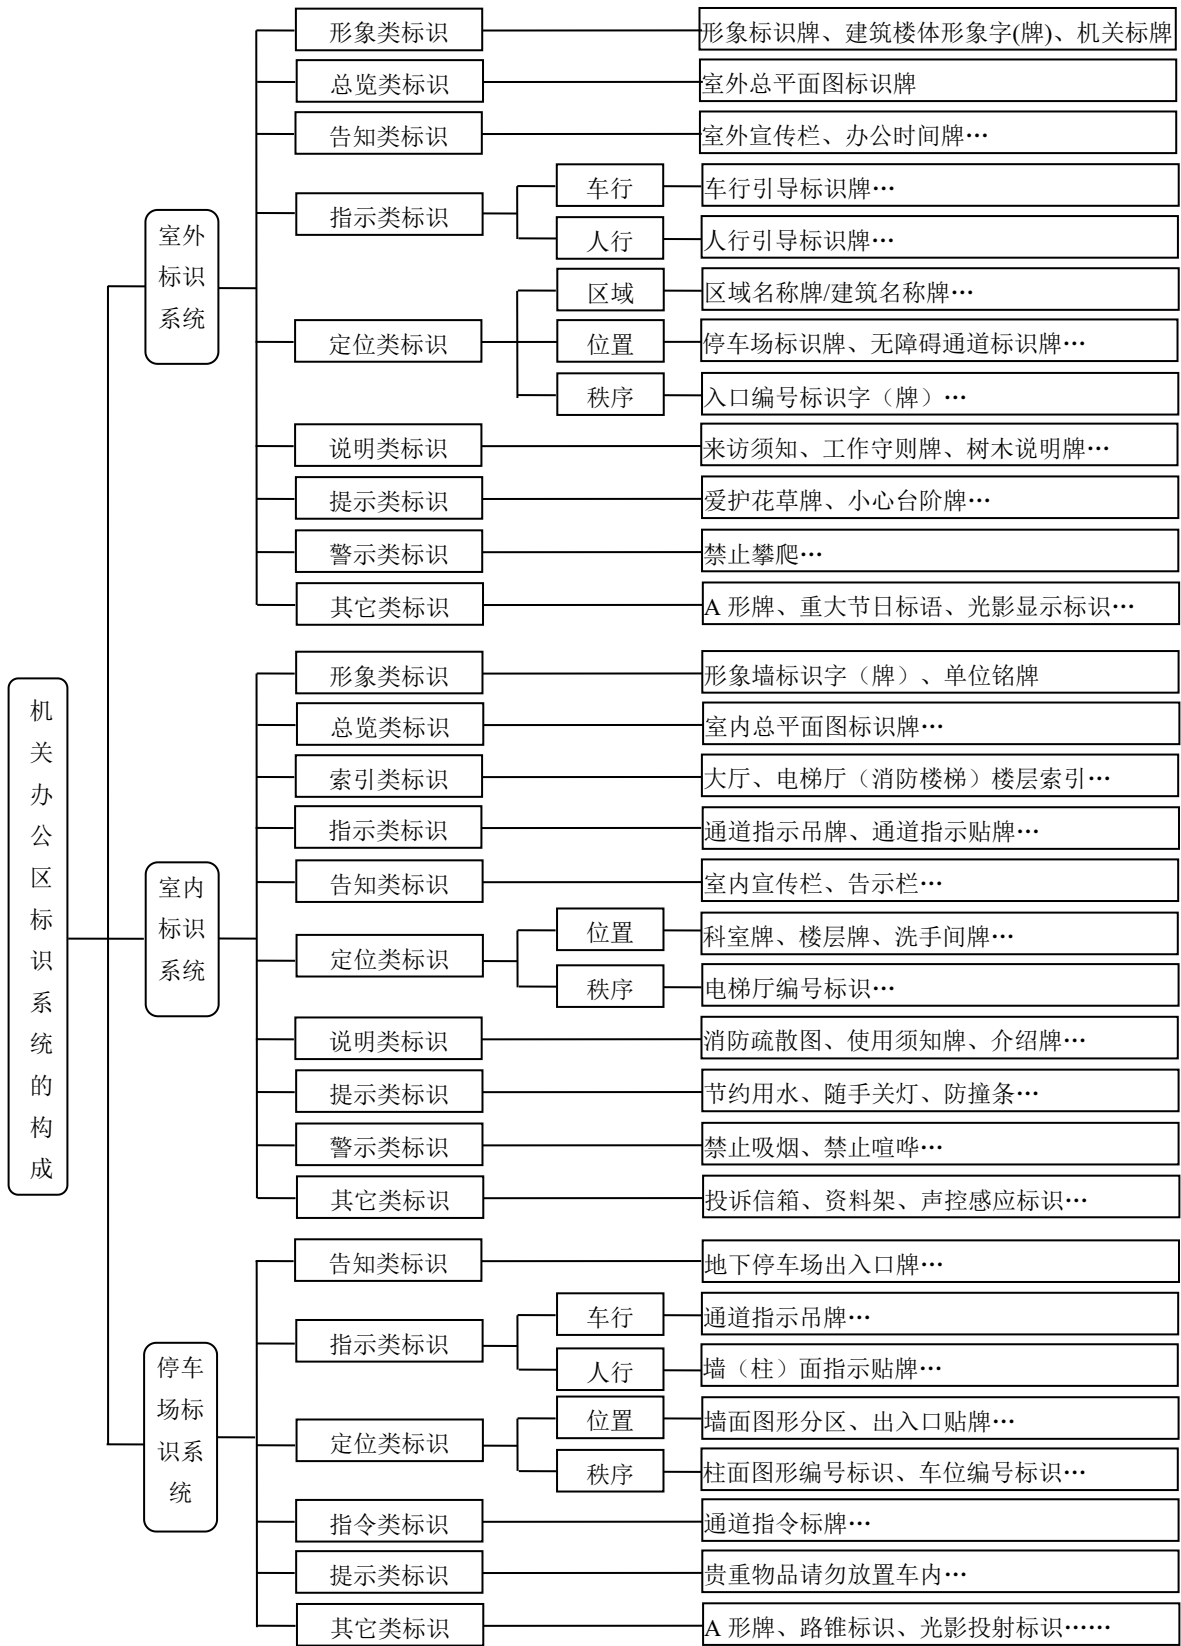 机关办公区标识系统的构成
室外
标识
系统
形象类标识
形象标识牌、建筑楼体形象字(牌)、机关标牌
总览类标识
室外总平面图标识牌
告知类标识
室外宣传栏、办公时间牌…
指示类标识
车行
车行引导标识牌…
人行
人行引导标识牌…
定位类标识
区域
区域名称牌/建筑名称牌…
位置
停车场标识牌、无障碍通道标识牌…
秩序
入口编号标识字（牌）…
说明类标识
来访须知、工作守则牌、树木说明牌…
提示类标识
爱护花草牌、小心台阶牌…
警示类标识
禁止攀爬…
其它类标识
A 形牌、重大节日标语、光影显示标识…
室内
标识
系统
形象类标识
形象墙标识字（牌）、单位铭牌
总览类标识
室内总平面图标识牌…
索引类标识
大厅、电梯厅（消防楼梯）楼层索引…
指示类标识
通道指示吊牌、通道指示贴牌…
告知类标识
室内宣传栏、告示栏…
定位类标识
位置
科室牌、楼层牌、洗手间牌…
秩序
电梯厅编号标识…
说明类标识
消防疏散图、使用须知牌、介绍牌…
提示类标识
节约用水、随手关灯、防撞条…
警示类标识
禁止吸烟、禁止喧哗…
其它类标识
投诉信箱、资料架、声控感应标识…
停车
场标
识系
统
告知类标识
地下停车场出入口牌…
指示类标识
车行
通道指示吊牌…
人行
墙（柱）面指示贴牌…
定位类标识
位置
墙面图形分区、出入口贴牌…
秩序
柱面图形编号标识、车位编号标识…
指令类标识
通道指令标牌…
提示类标识
贵重物品请勿放置车内…
其它类标识
A 形牌、路锥标识、光影投射标识……